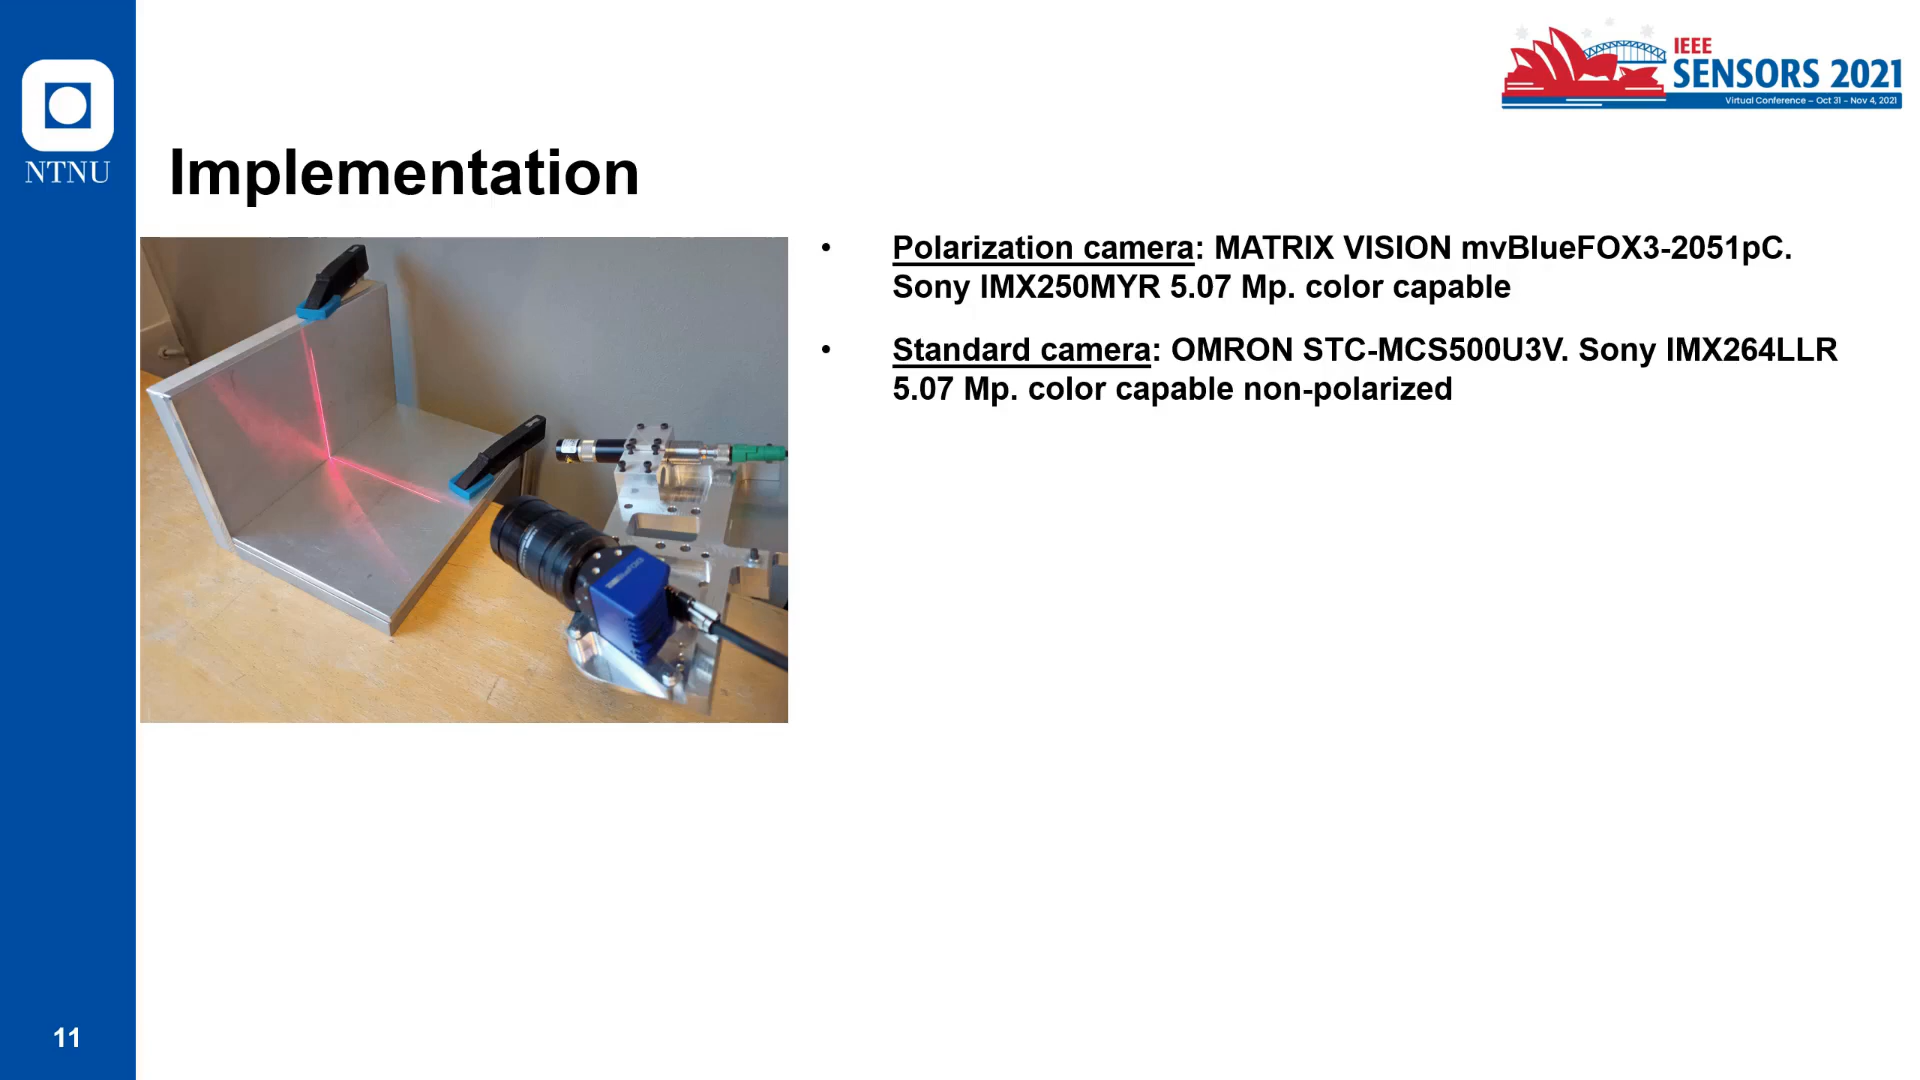 IEEE
SENSORS 2021
Virtual Conference – Oct 31 – Nov 4, 2021
NTNU
Implementation
• Polarization camera: MATRIX VISION mvBlueFOX3-2051pC.
Sony IMX250MYR 5.07 Mp. color capable
• Standard camera: OMRON STC-MCS500U3V. Sony IMX264LLR
5.07 Mp. color capable non-polarized
11